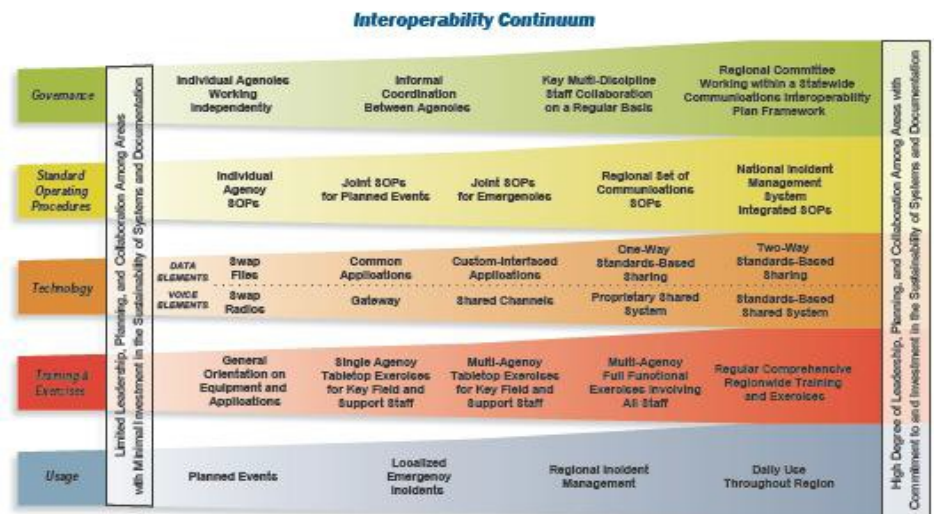 Interoperability Continuum
Limited Leadership, Planning, and Collaboration Among Areas
with Minimal Investment in the Sustainability of Systems and Documentation
Governance
Individual Agencies
Working
Independently
Informal
Coordination
Between Agencies
Key Multi-Discipline
Staff Collaboration
on a Regular Basis
Regional Committee
Working within a Statewide
Communications Interoperability
Plan Framework
Standard
Operating
Procedures
Individual
Agency
SOPs
Joint SOPs
for Planned Events
Joint SOPs
for Emergencies
Regional Set of
Communications
SOPs
National Incident
Management
System
Integrated SOPs
Technology
DATA
ELEMENTS
Swap
Files
Common
Applications
Custom-Interfaced
Applications
One-Way
Standards-Based
Sharing
Two-Way
Standards-Based
Sharing
VOICE
ELEMENTS
Swap
Radios
Gateway
Shared Channels
Proprietary Shared
System
Standards-Based
Shared System
Training &
Exercises
General
Orientation on
Equipment and
Applications
Single Agency
Tabletop Exercises
for Key Field and
Support Staff
Multi-Agency
Tabletop Exercises
for Key Field and
Support Staff
Multi-Agency
Full Functional
Exercises Involving
All Staff
Regular Comprehensive
Regionwide Training
and Exercises
Usage
Planned Events
Localized
Emergency
Incidents
Regional Incident
Management
Daily Use
Throughout Region
High Degree of Leadership, Planning, and Collaboration Among Areas with
Commitment to and Investment in the Sustainability of Systems and Documentation